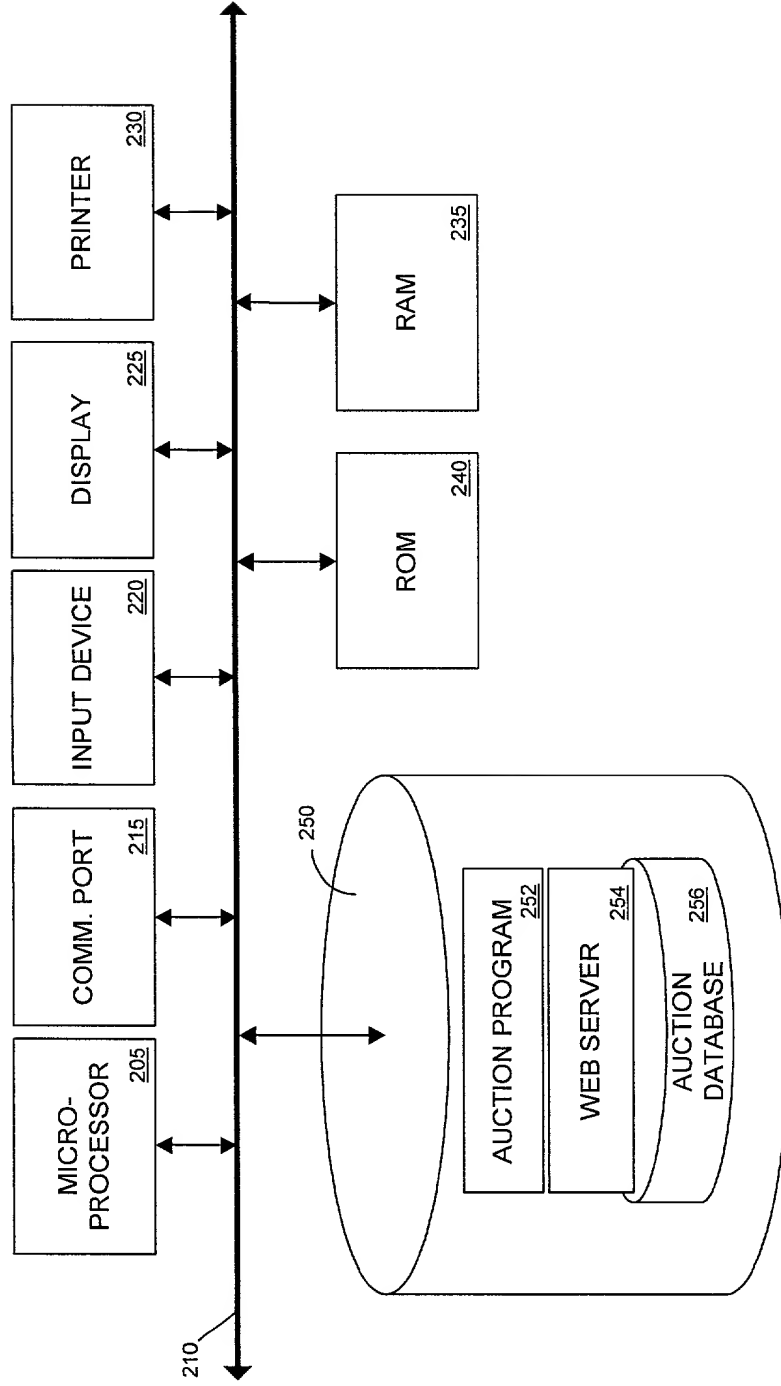 MICRO-
PROCESSOR
205
COMM. PORT
215
INPUT DEVICE
220
DISPLAY
225
PRINTER
230
210
250
AUCTION PROGRAM
252
WEB SERVER
254
AUCTION
DATABASE
256
ROM
240
RAM
235